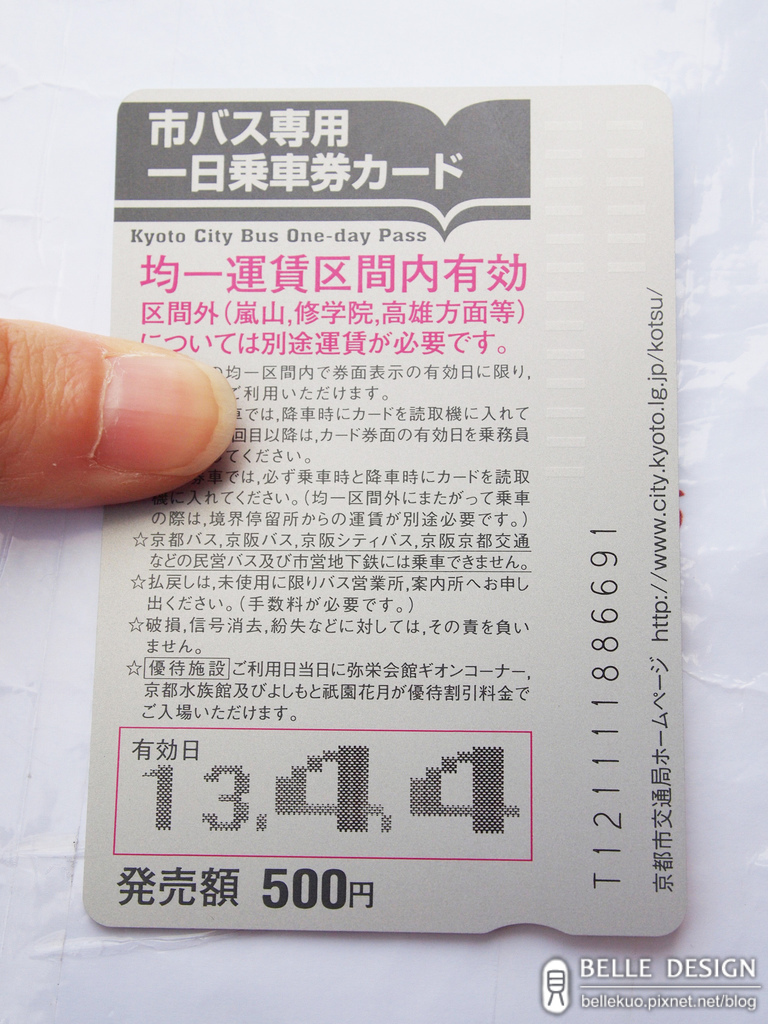 市バス専用
一日乗車券カード
Kyoto City Bus One-day Pass
均一運賃区間内有効
区間外(嵐山,修学院,高雄方面等)
については別途運賃が必要です。
の均一区間内で券面表示の有効日に限り,
ご利用いただけます。
車では,降車時にカードを読取機に入れて
回目以降は,カード券面の有効日を乗務員
てください。
券車では,必ず乗車時と降車時にカードを読取
機に入れてください。(均一区間外にまたがって乗車
の際は,境界停留所からの運賃が別途必要です。)
☆京都バス,京阪バス,京阪シティバス,京阪京都交通
などの民営バス及び市営地下鉄には乗車できません。
☆払戻しは,未使用に限りバス営業所,案内所へお申し
出ください。(手数料が必要です。)
☆破損,信号消去,紛失などに対しては,その責を負い
ません。
☆優待施設ご利用日当日に弥栄会館ギオンコーナー,
京都水族館及びよしもと祇園花月が優待割引料金で
ご入場いただけます。
有効日
13.4.4
発売額 500円
T121111886691
京都市交通局ホームページ http://www.city.kyoto.lg.jp/kotsu/
BELLE DESIGN
bellekuo.pixnet.net/blog